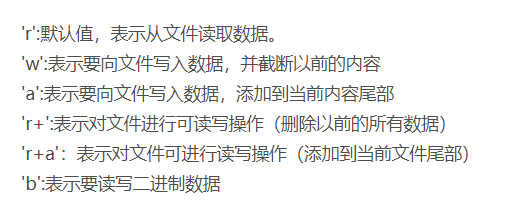 'r':默认值，表示从文件读取数据。
'w':表示要向文件写入数据，并截断以前的内容
'a':表示要向文件写入数据，添加到当前内容尾部
'r+':表示对文件进行可读写操作（删除以前的所有数据）
'r+a'：表示对文件可进行读写操作（添加到当前文件尾部）
'b':表示要读写二进制数据